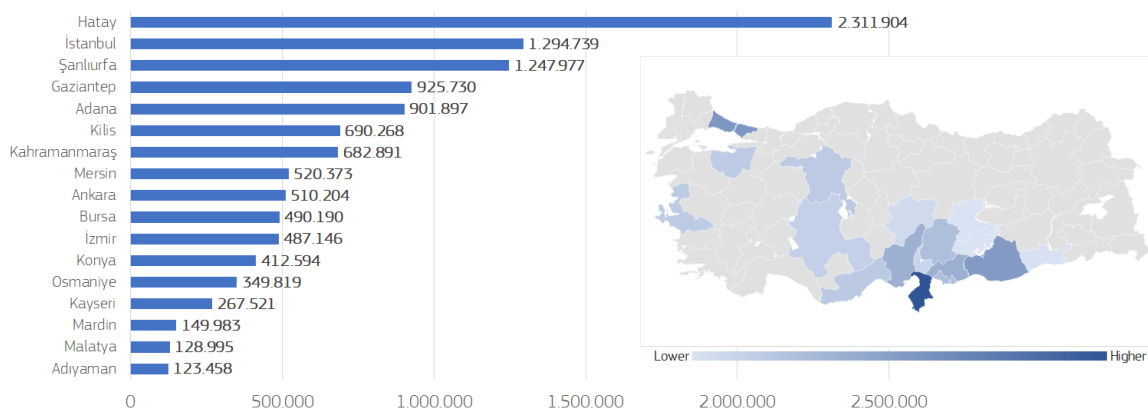 Hatay 2.311.904
İstanbul 1.294.739
Şanlıurfa 1.247.977
Gaziantep 925.730
Adana 901.897
Kilis 690.268
Kahramanmaraş 682.891
Mersin 520.373
Ankara 510.204
Bursa 490.190
İzmir 487.146
Konya 412.594
Osmaniye 349.819
Kayseri 267.521
Mardin 149.983
Malatya 128.995
Adıyaman 123.458
0 500.000 1.000.000 1.500.000 2.000.000 2.500.000
Lower Higher